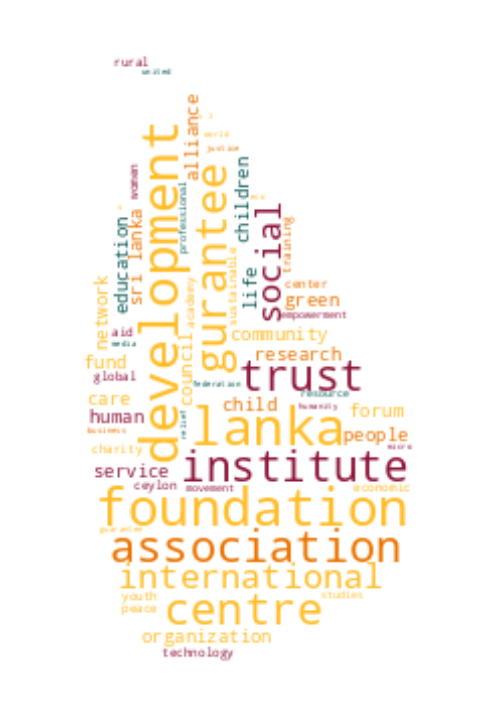 rural
united
world
justice
alliance
development
gurantee
women
professional
children
education
sri lanka
social
life
training
sustainable
network
council
academy
center
green
empowerment
aid
media
community
research
fund
global
trust
federation
resource
care
human
business
child
humanity
forum
relief
lanka
people
micro
charity
service
institute
ceylon
movement
economic
foundation
guarantee
association
international
youth
studies
peace
centre
organization
technology